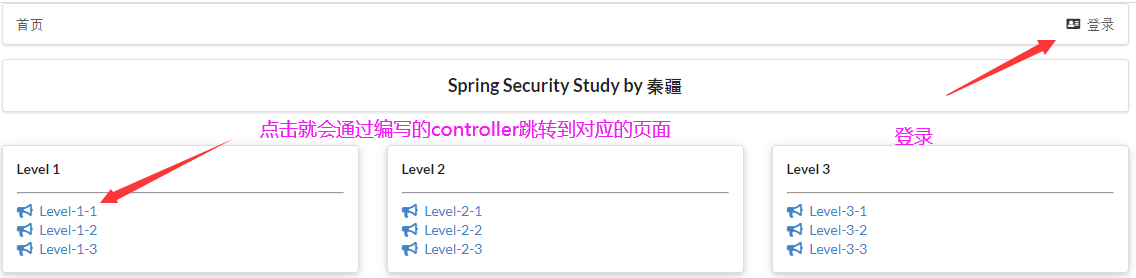 首页 登录
Spring Security Study by 秦疆
点击就会通过编写的controller跳转到对应的页面
登录
Level 1
Level-1-1
Level-1-2
Level-1-3
Level 2
Level-2-1
Level-2-2
Level-2-3
Level 3
Level-3-1
Level-3-2
Level-3-3